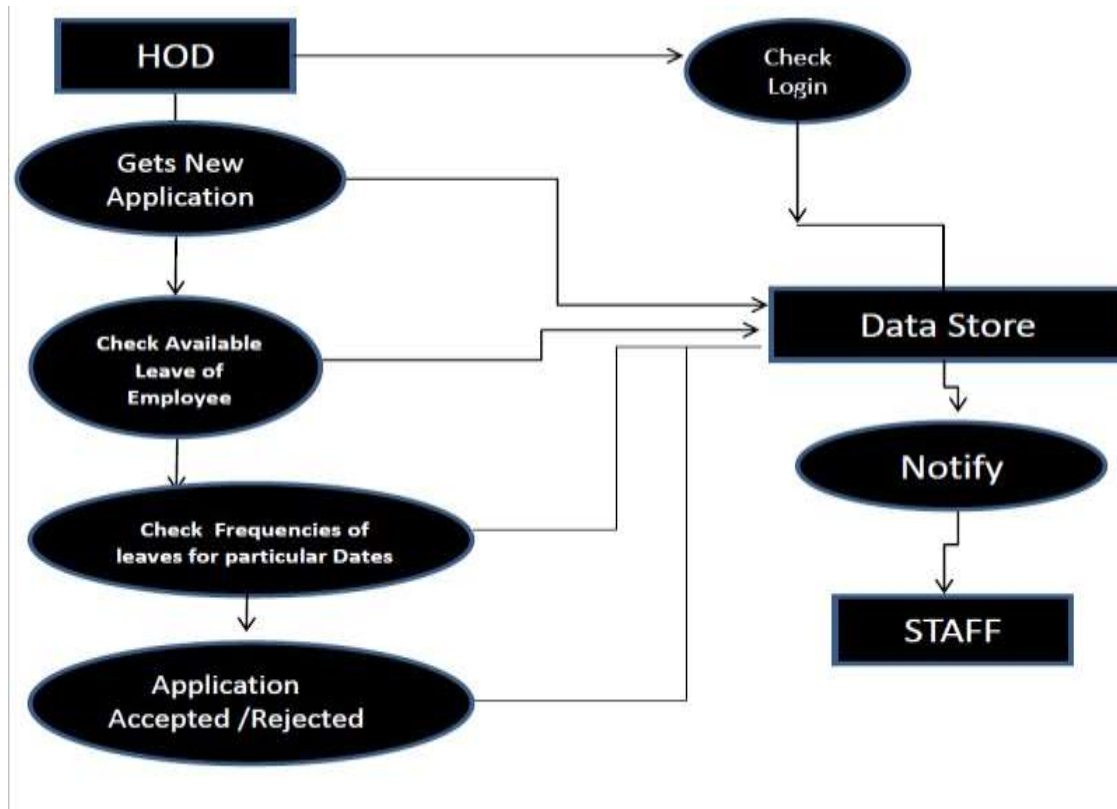 HOD
Check
Login
Gets New
Application
Check Available
Leave of
Employee
Data Store
Notify
Check Frequencies of
leaves for particular Dates
STAFF
Application
Accepted /Rejected